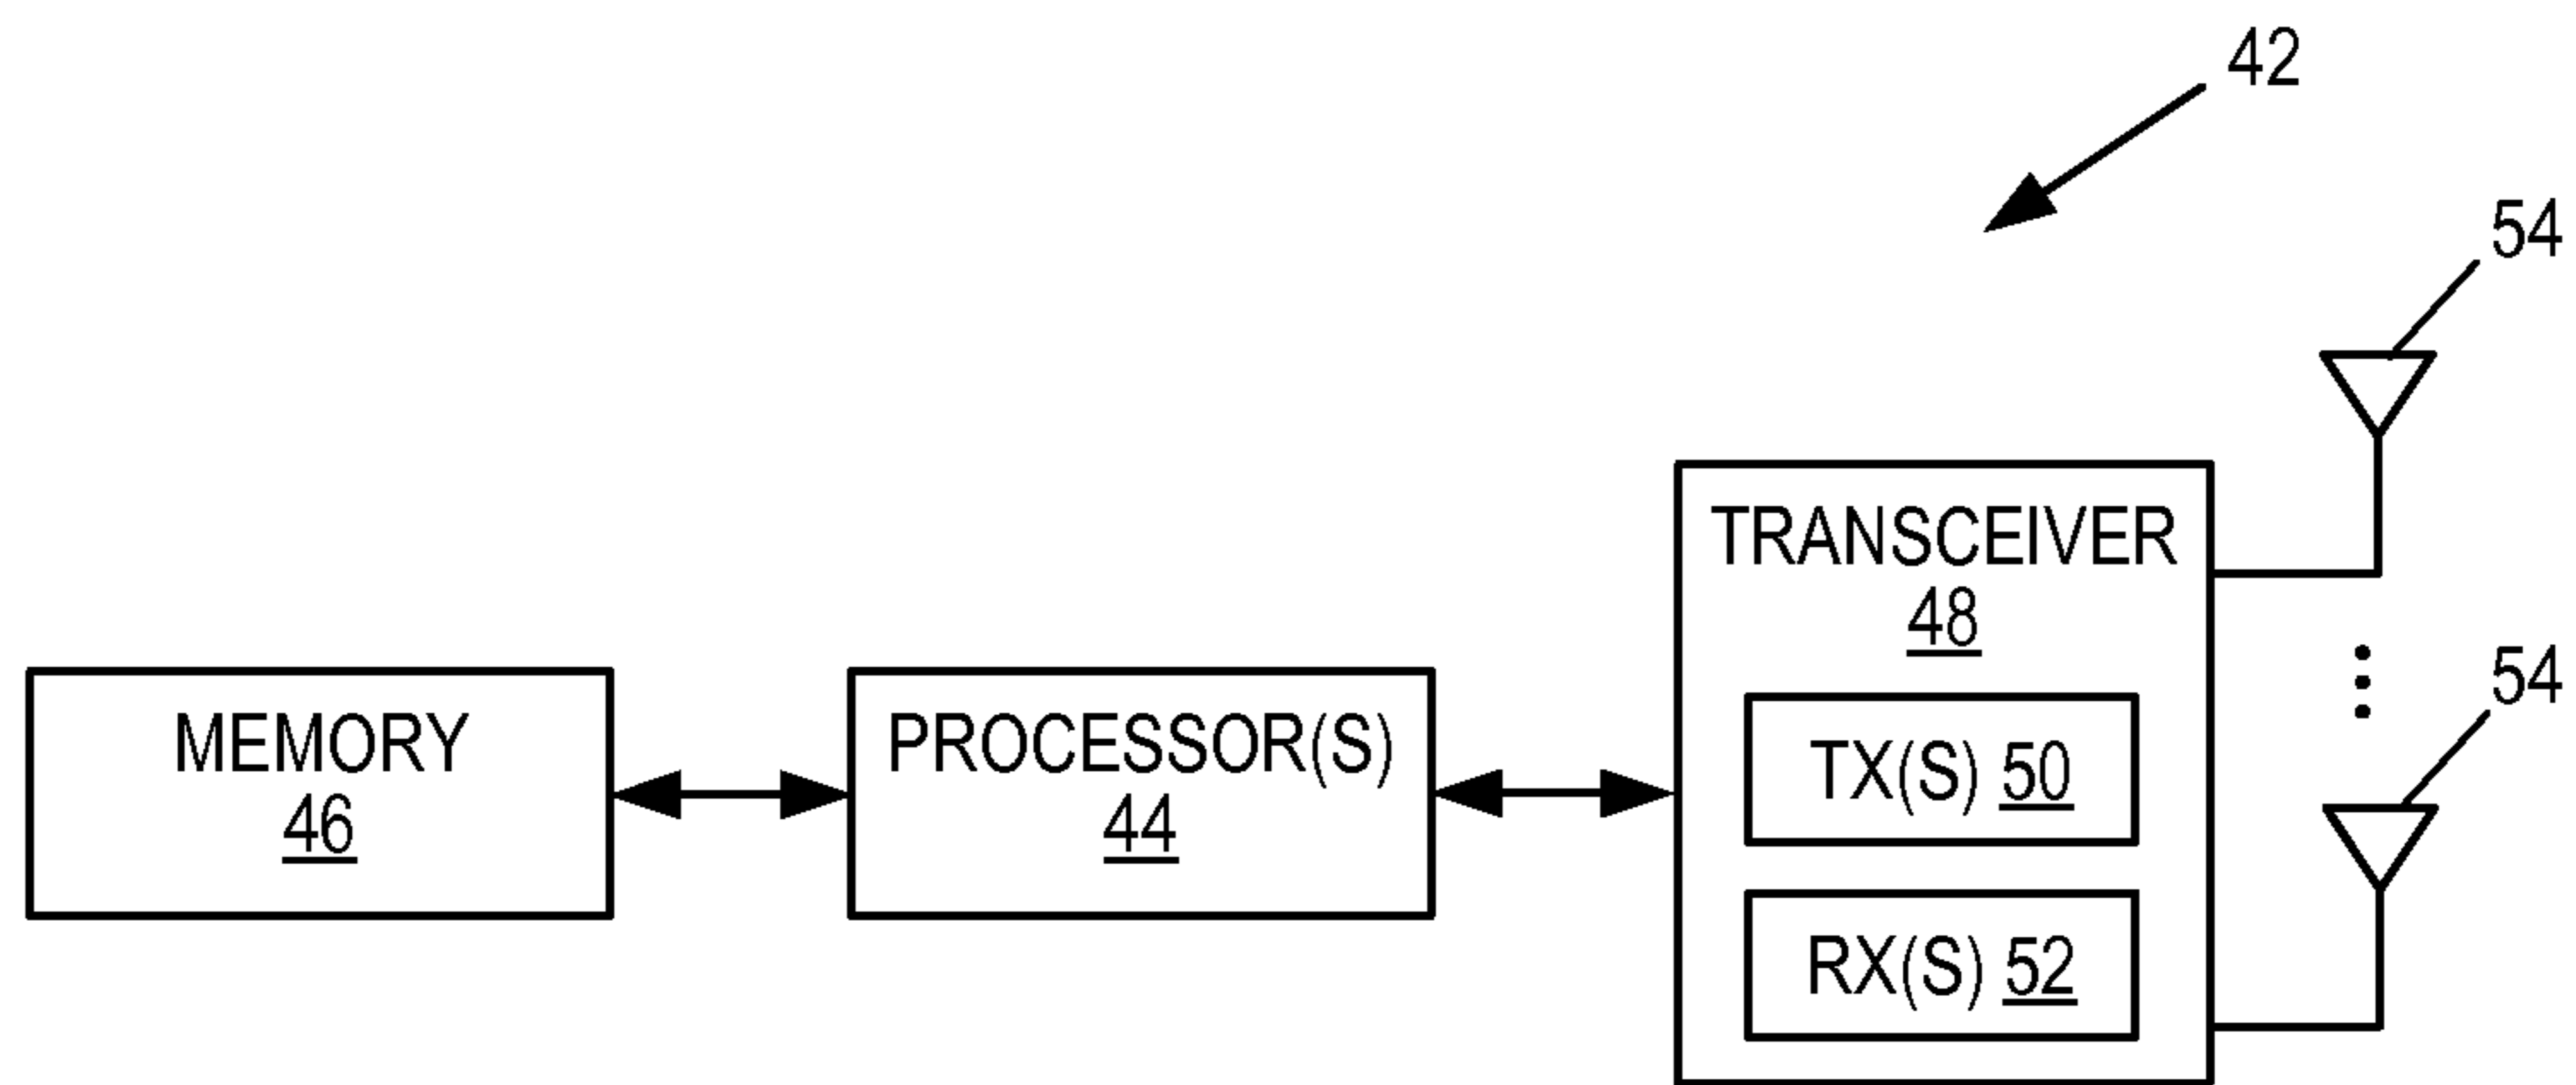 42
54
TRANSCEIVER
48
54
MEMORY
46
PROCESSOR(S)
44
TX(S) 50
RX(S) 52